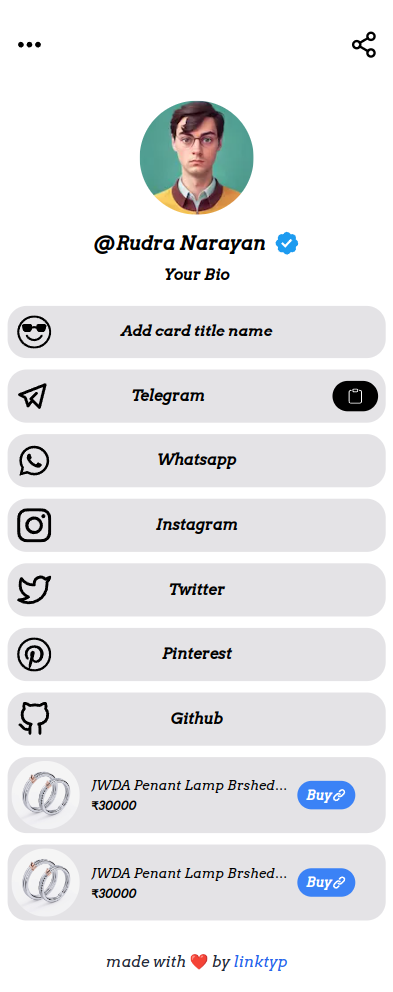 @Rudra Narayan
Your Bio
Add card title name
Telegram
Whatsapp
Instagram
Twitter
Pinterest
Github
JWDA Penant Lamp Brshed...
₹30000
Buy
JWDA Penant Lamp Brshed...
₹30000
Buy
made with ❤️ by linktyp